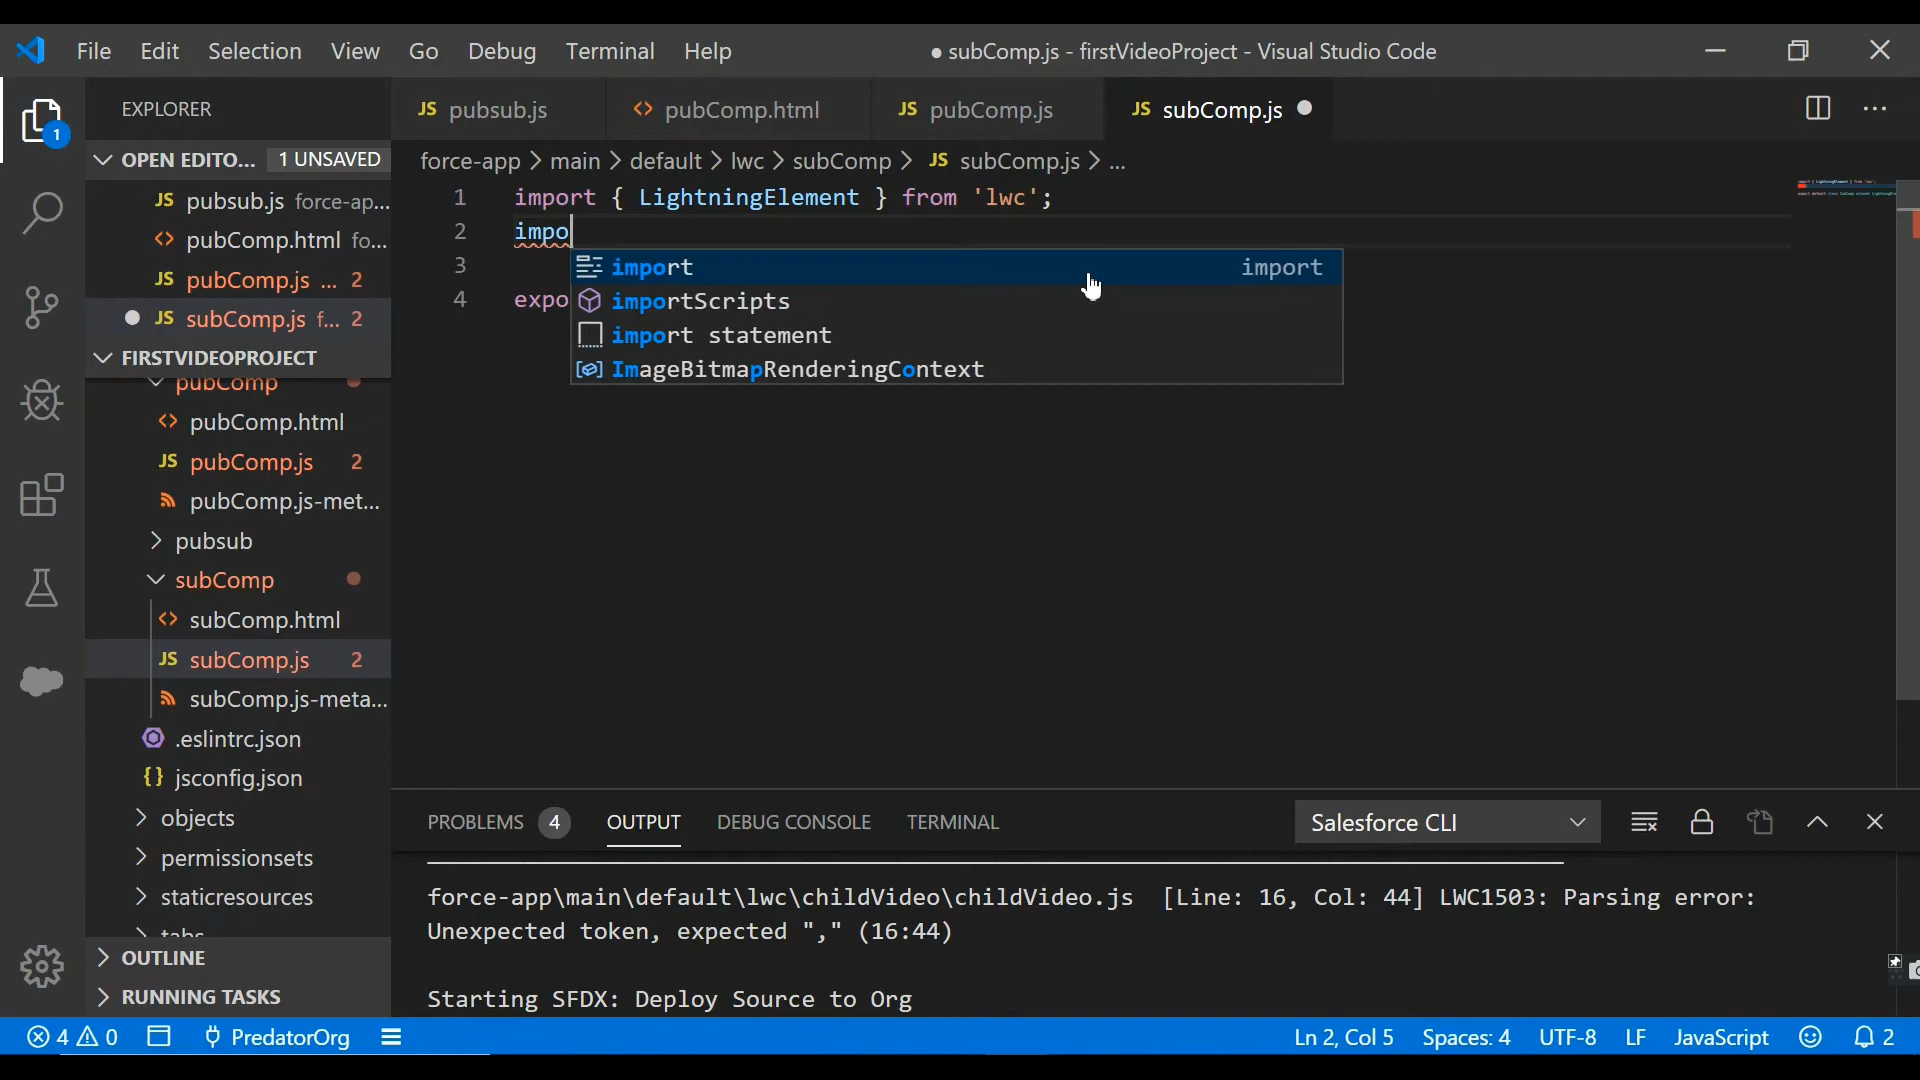 File Edit Selection View Go Debug Terminal Help
● subComp.js - firstVideoProject - Visual Studio Code
EXPLORER
1
OPEN EDITO... 1 UNSAVED
JS pubsub.js force-ap...
<> pubComp.html fo...
JS pubComp.js ... 2
● JS subComp.js f... 2
FIRSTVIDEOPROJECT
pubComp
<> pubComp.html
JS pubComp.js 2
pubComp.js-met...
pubsub
subComp
<> subComp.html
JS subComp.js 2
subComp.js-meta...
.eslintrc.json
{} jsconfig.json
objects
permissionsets
staticresources
tabs
OUTLINE
RUNNING TASKS
JS pubsub.js
<> pubComp.html
JS pubComp.js
JS subComp.js ●
force-app > main > default > lwc > subComp > JS subComp.js > ...
1 import { LightningElement } from 'lwc';
2 impo
3
4 expo
import import
importScripts
import statement
ImageBitmapRenderingContext
PROBLEMS 4 OUTPUT DEBUG CONSOLE TERMINAL
Salesforce CLI
force-app\main\default\lwc\childVideo\childVideo.js [Line: 16, Col: 44] LWC1503: Parsing error:
Unexpected token, expected "," (16:44)
Starting SFDX: Deploy Source to Org
4 0 PredatorOrg
Ln 2, Col 5 Spaces: 4 UTF-8 LF JavaScript 2